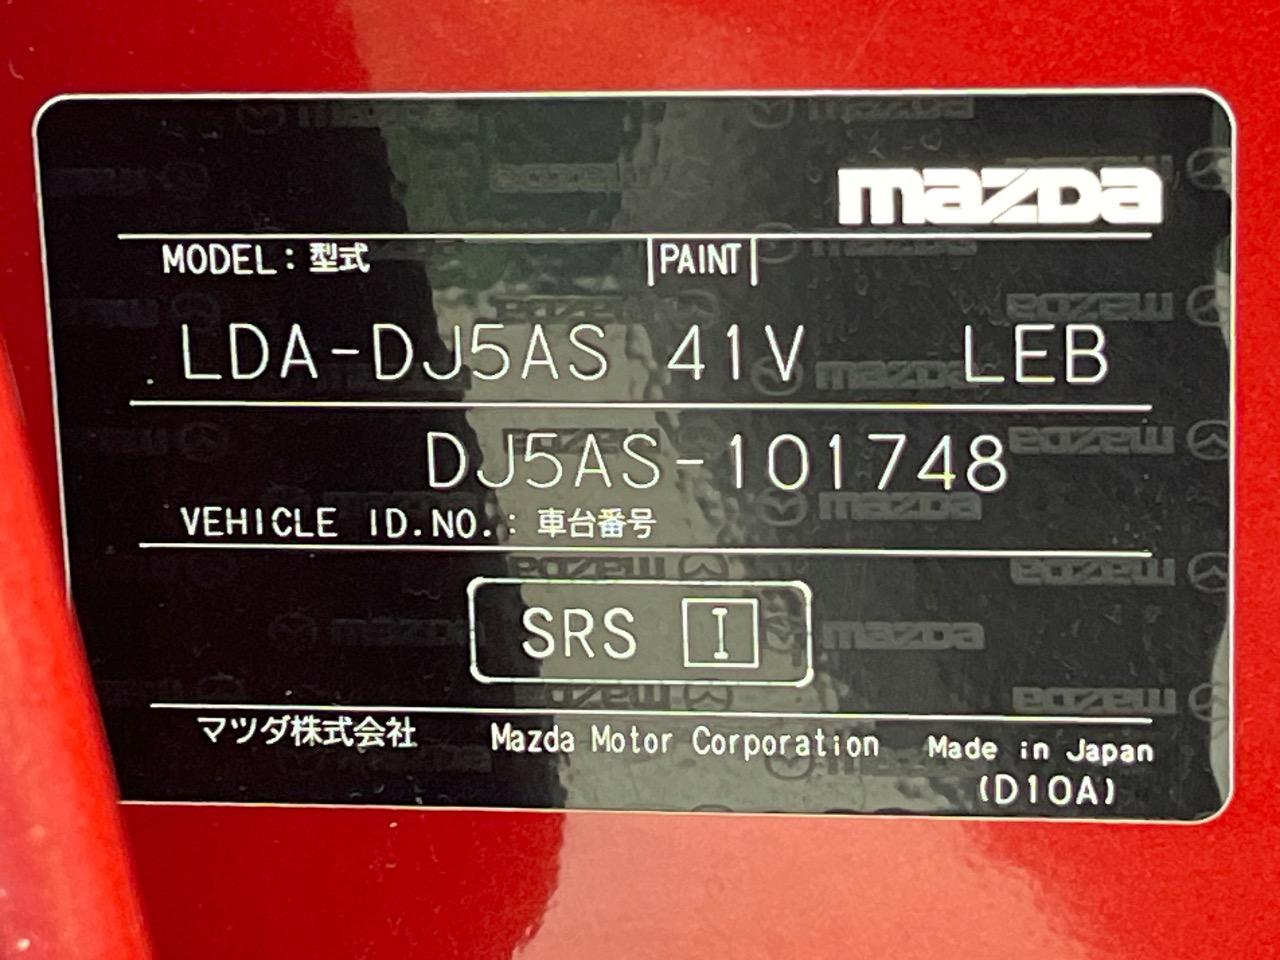 mazda
MODEL: 型式 PAINT
LDA-DJ5AS 41V LEB
DJ5AS-101748
VEHICLE ID.NO.: 車台番号
SRS I
マツダ株式会社 Mazda Motor Corporation Made in Japan
(D10A)